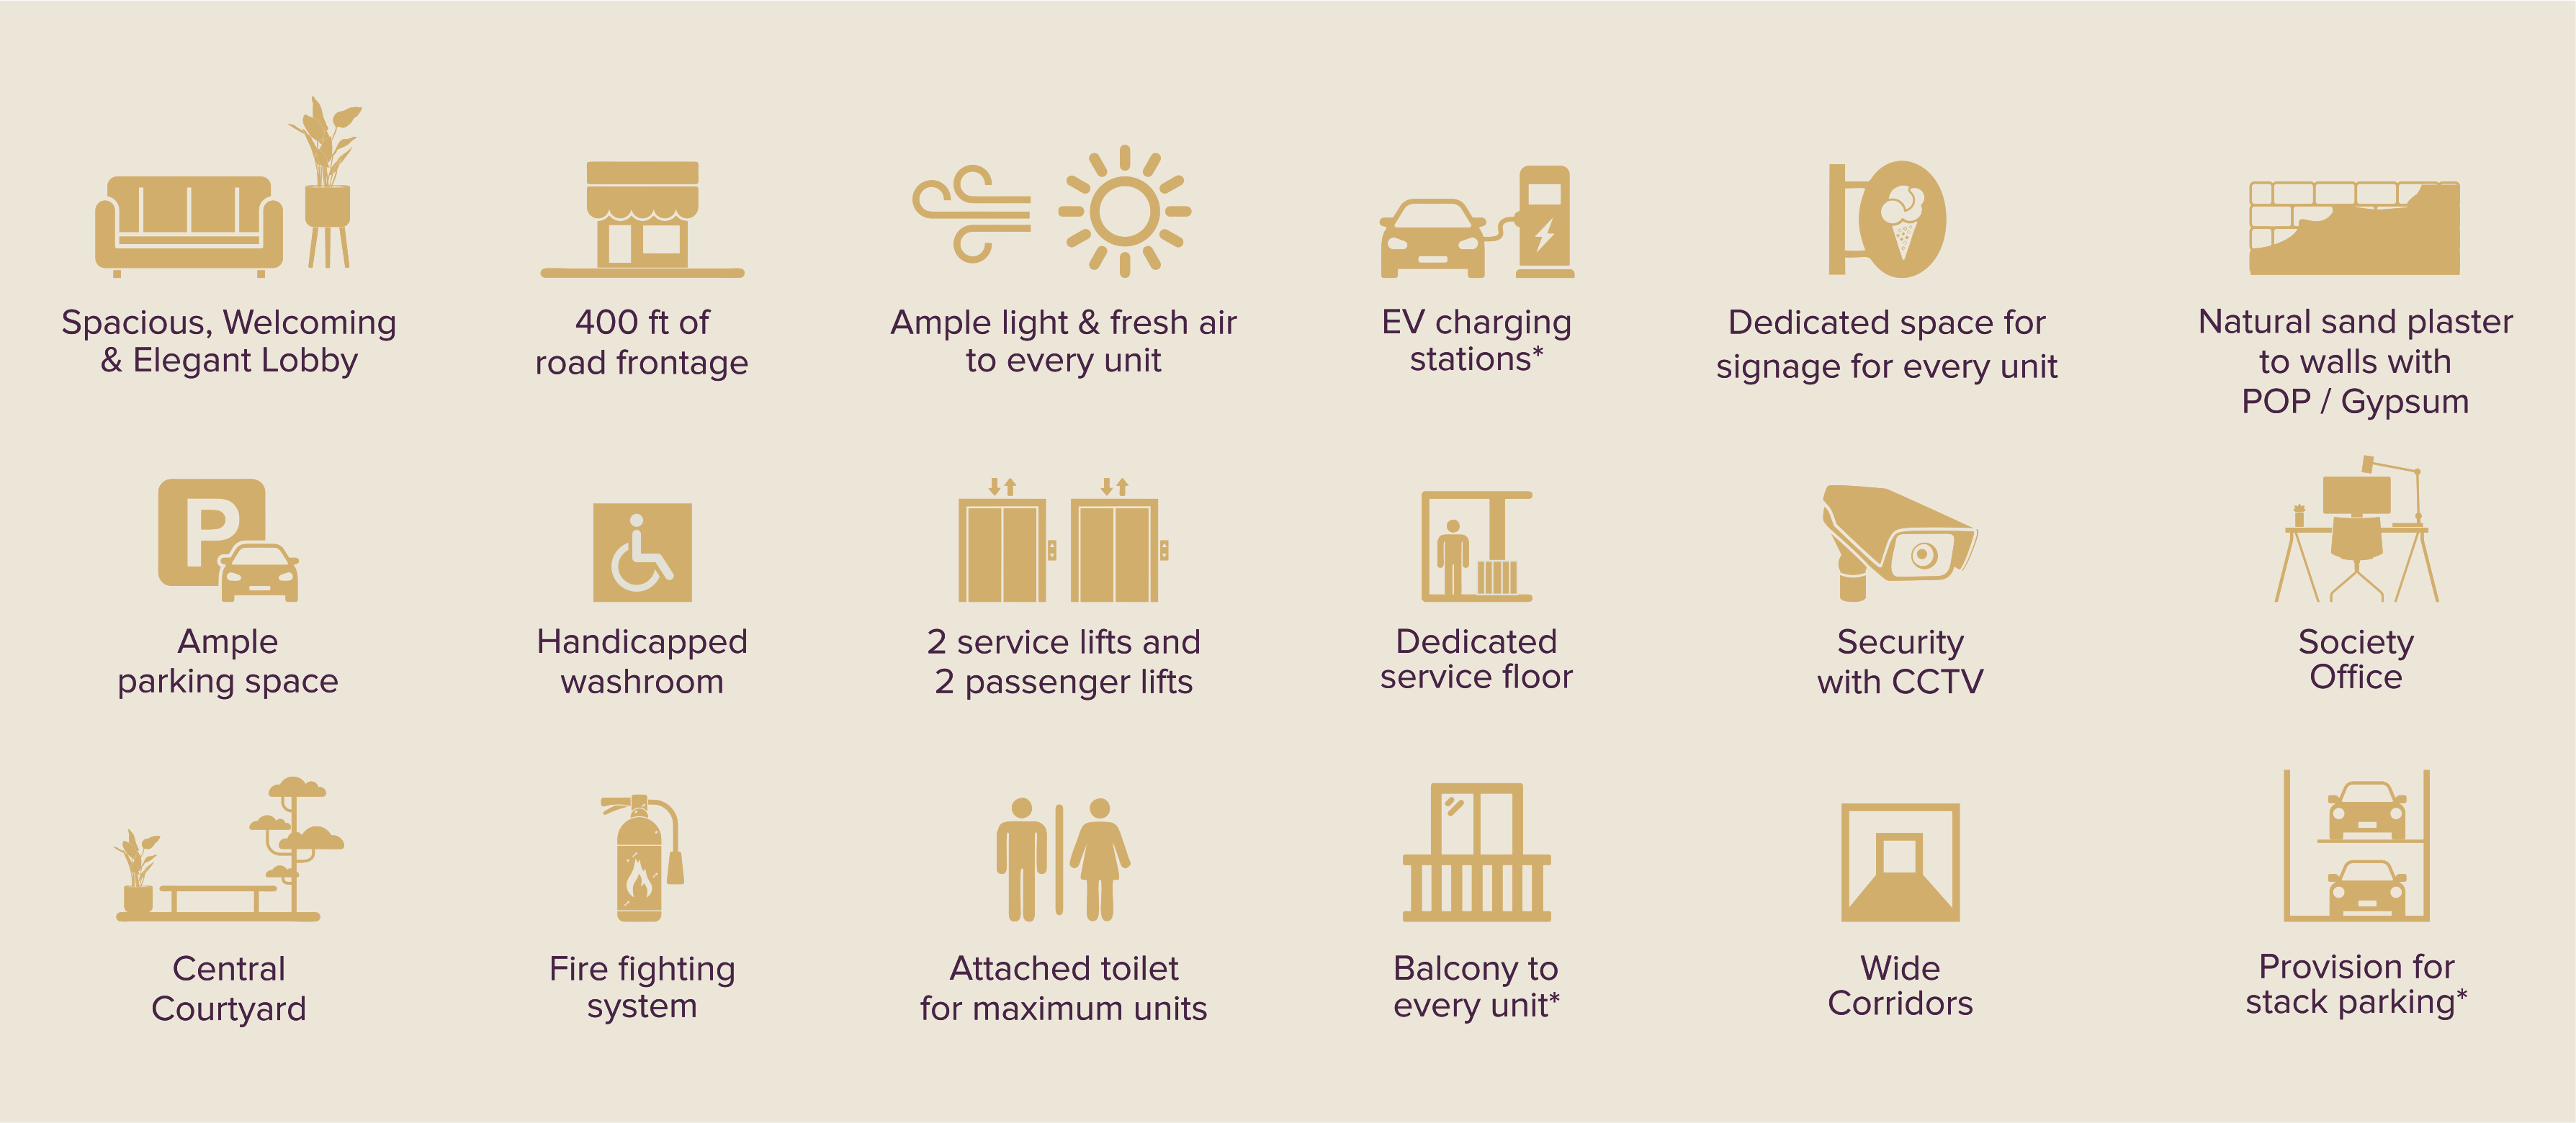 Spacious, Welcoming
& Elegant Lobby
400 ft of
road frontage
Ample light & fresh air
to every unit
EV charging
stations*
Dedicated space for
signage for every unit
Natural sand plaster
to walls with
POP / Gypsum
P
Ample
parking space
Handicapped
washroom
2 service lifts and
2 passenger lifts
Dedicated
service floor
Security
with CCTV
Society
Office
Central
Courtyard
Fire fighting
system
Attached toilet
for maximum units
Balcony to
every unit*
Wide
Corridors
Provision for
stack parking*